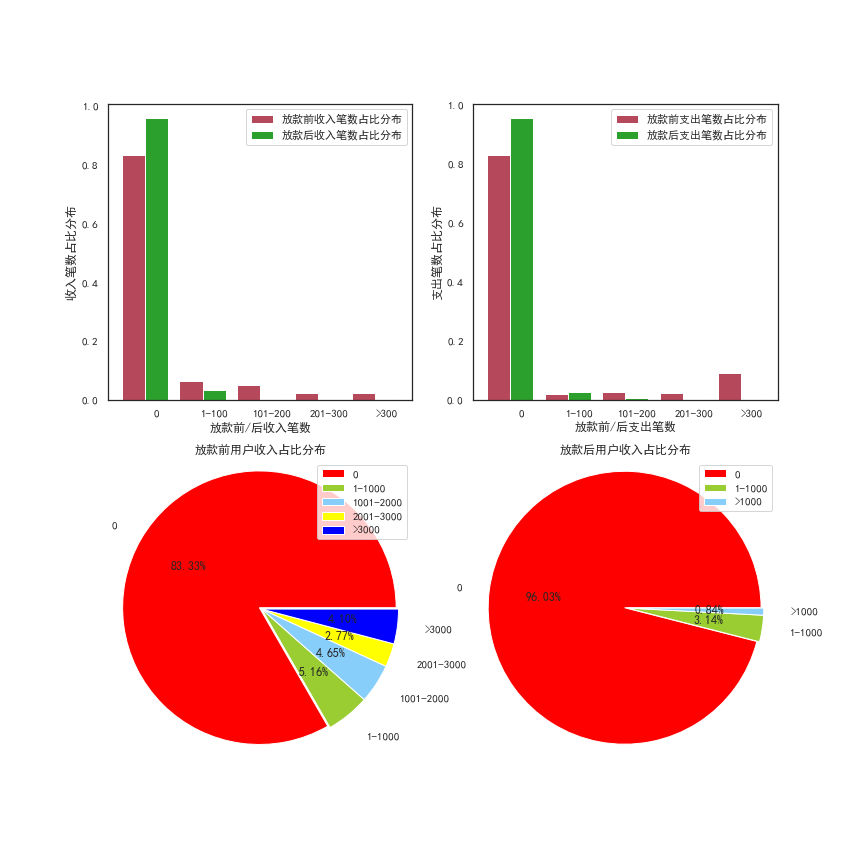 1.0
0.8
0.6
0.4
0.2
0.0
收入笔数占比分布
放款前收入笔数占比分布
放款后收入笔数占比分布
0 1-100 101-200 201-300 >300
放款前/后收入笔数
1.0
0.8
0.6
0.4
0.2
0.0
支出笔数占比分布
放款前支出笔数占比分布
放款后支出笔数占比分布
0 1-100 101-200 201-300 >300
放款前/后支出笔数
放款前用户收入占比分布
0
1-1000
1001-2000
2001-3000
>3000
0
83.33%
2.77%
4.65%
5.16%
>3000
2001-3000
1001-2000
1-1000
放款后用户收入占比分布
0
1-1000
>1000
0
96.03%
0.84%
3.14%
>1000
1-1000